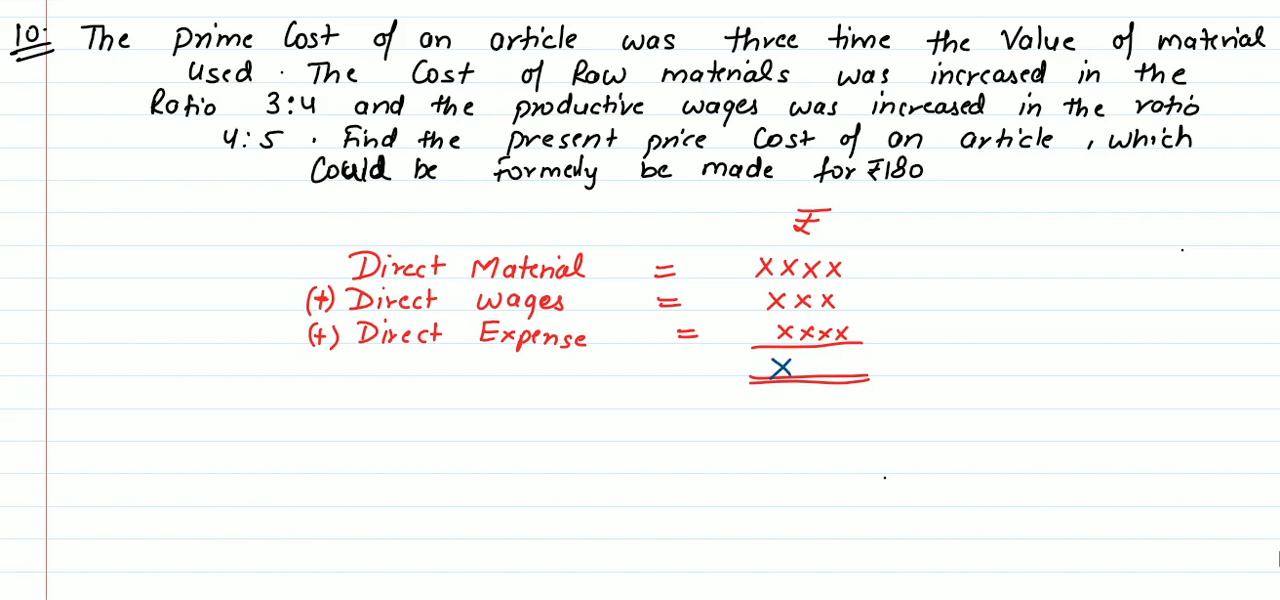 10. The prime Cost of an article was three time the Value of material
used. The Cost of Raw materials was increased in the
Ratio 3:4 and the productive wages was increased in the ratio
4:5. Find the present price Cost of an article, which
Could be formerly be made for ₹180
₹
Direct Material = xxxx
(+) Direct wages = xxx
(+) Direct Expense = xxxx
x